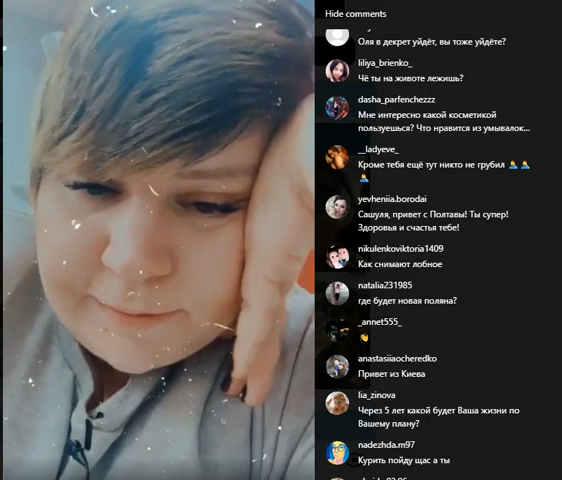 Hide comments
Оля в декрет уйдёт, вы тоже уйдёте?
liliya_brienko_
Чё ты на животе лежишь?
dasha_parfenchezzz
Мне интересно какой косметикой
пользуешься? Что нравится из умывалок...
__ladyeve_
Кроме тебя ещё тут никто не грубил 🤦‍♂️ 🤦‍♂️
🤦‍♂️
yevheniia.borodai
Сашуля, привет с Полтавы! Ты супер!
Здоровья и счастья тебе!
nikulenkoviktoria1409
Как снимают лобное
natalia231985
где будет новая поляна?
_annet555_
👋
anastasiiaocheredko
Привет из Киева
lia_zinova
Через 5 лет какой будет Ваша жизни по
Вашему плану?
nadezhda.m97
Курить пойду щас а ты